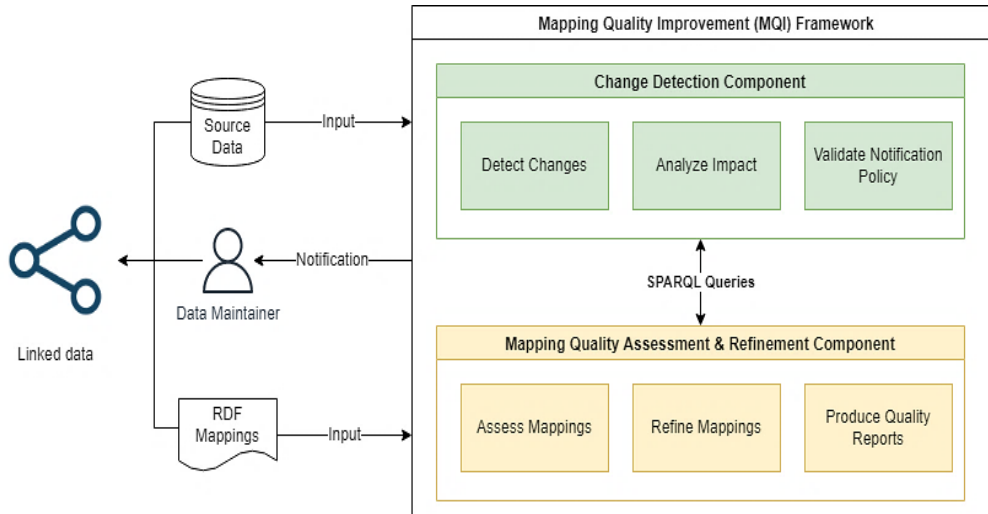 Mapping Quality Improvement (MQI) Framework
Change Detection Component
Source
Data
Input
Detect Changes
Analyze Impact
Validate Notification
Policy
Notification
Data Maintainer
SPARQL Queries
Linked data
Mapping Quality Assessment & Refinement Component
RDF
Mappings
Input
Assess Mappings
Refine Mappings
Produce Quality
Reports